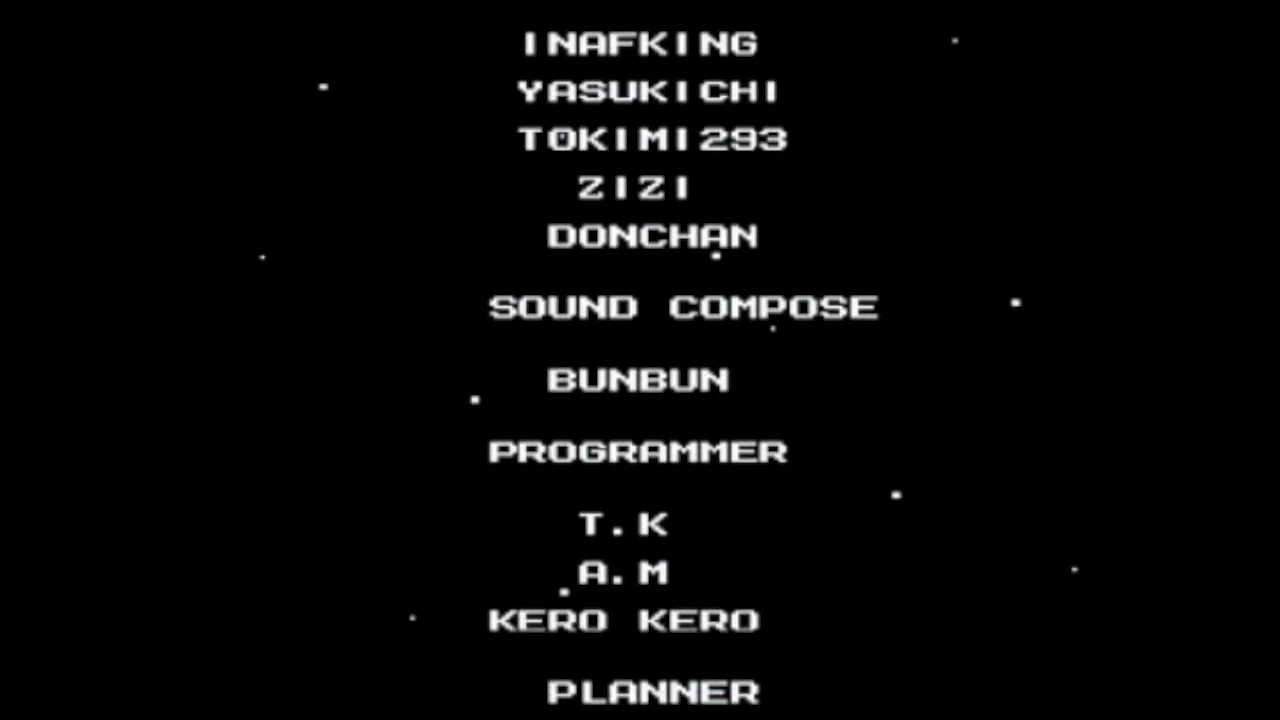 INAFKING
YASUKICHI
TOKIMI293
ZIZI
DONCHAN
SOUND COMPOSE
BUNBUN
PROGRAMMER
T.K
A.M
KERO KERO
PLANNER